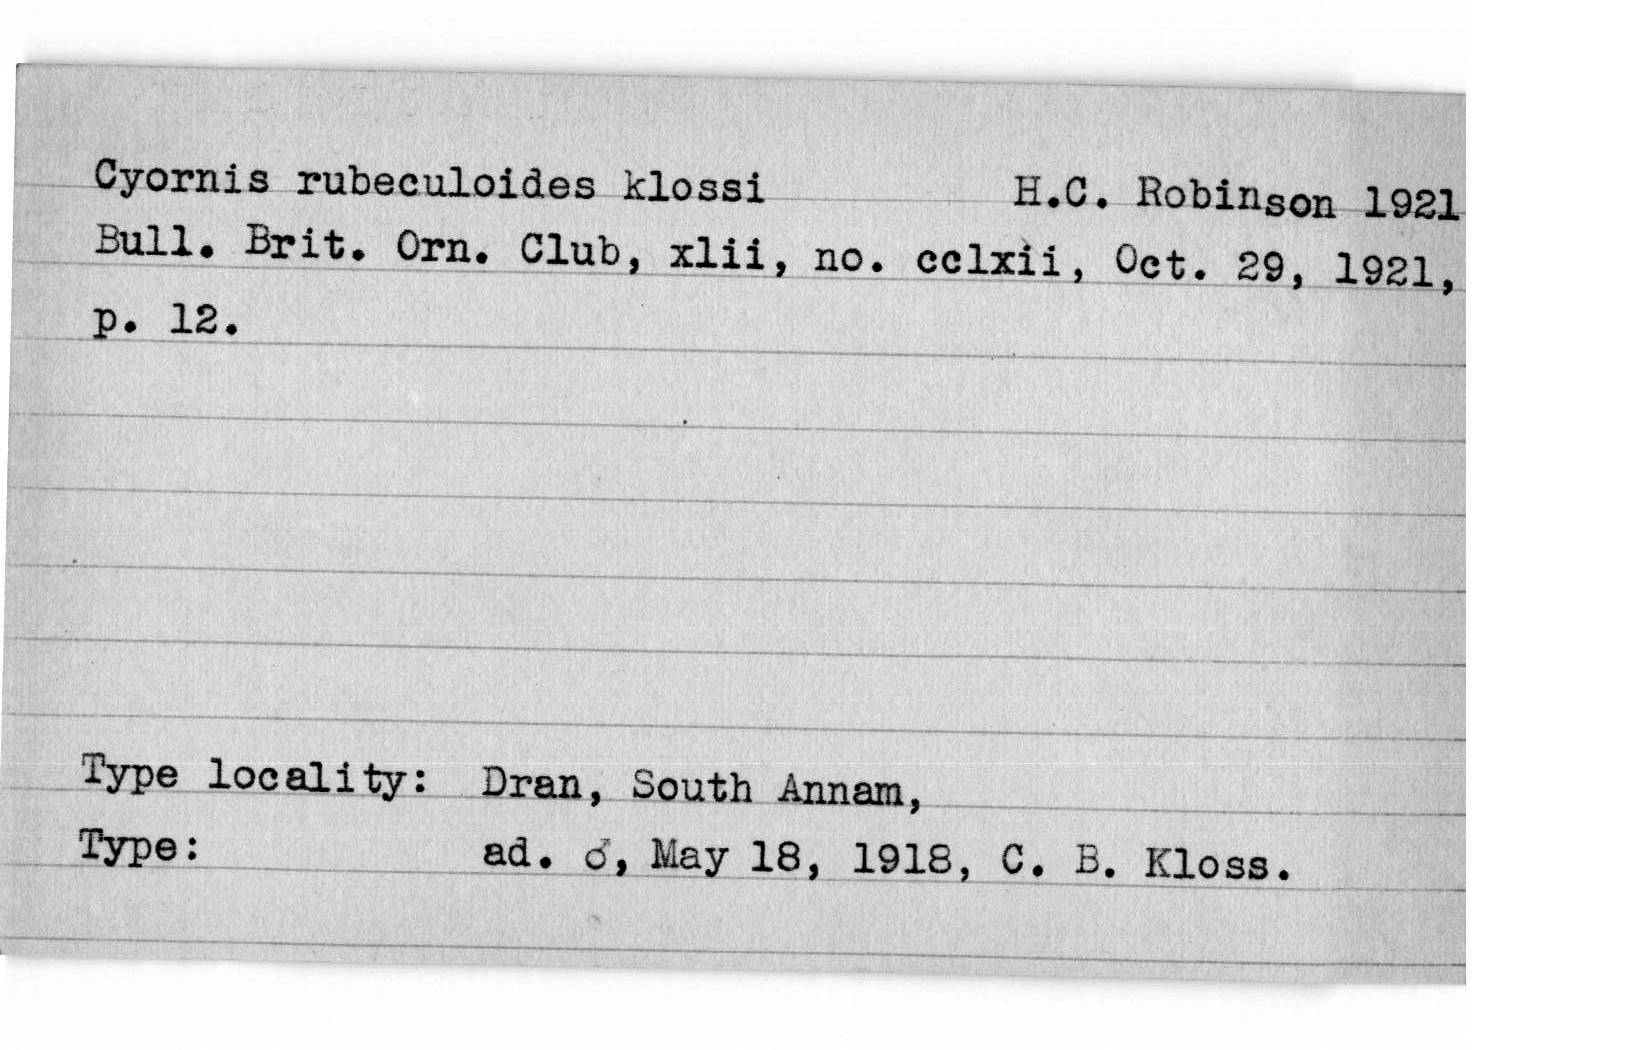 Cyornis rubeculoides klossi H.C. Robinson 1921
Bull. Brit. Orn. Club, xlii, no. cclxii, Oct. 29, 1921,
p. 12.
Type locality: Dran, South Annam,
Type: ad. ♂, May 18, 1918, C. B. Kloss.